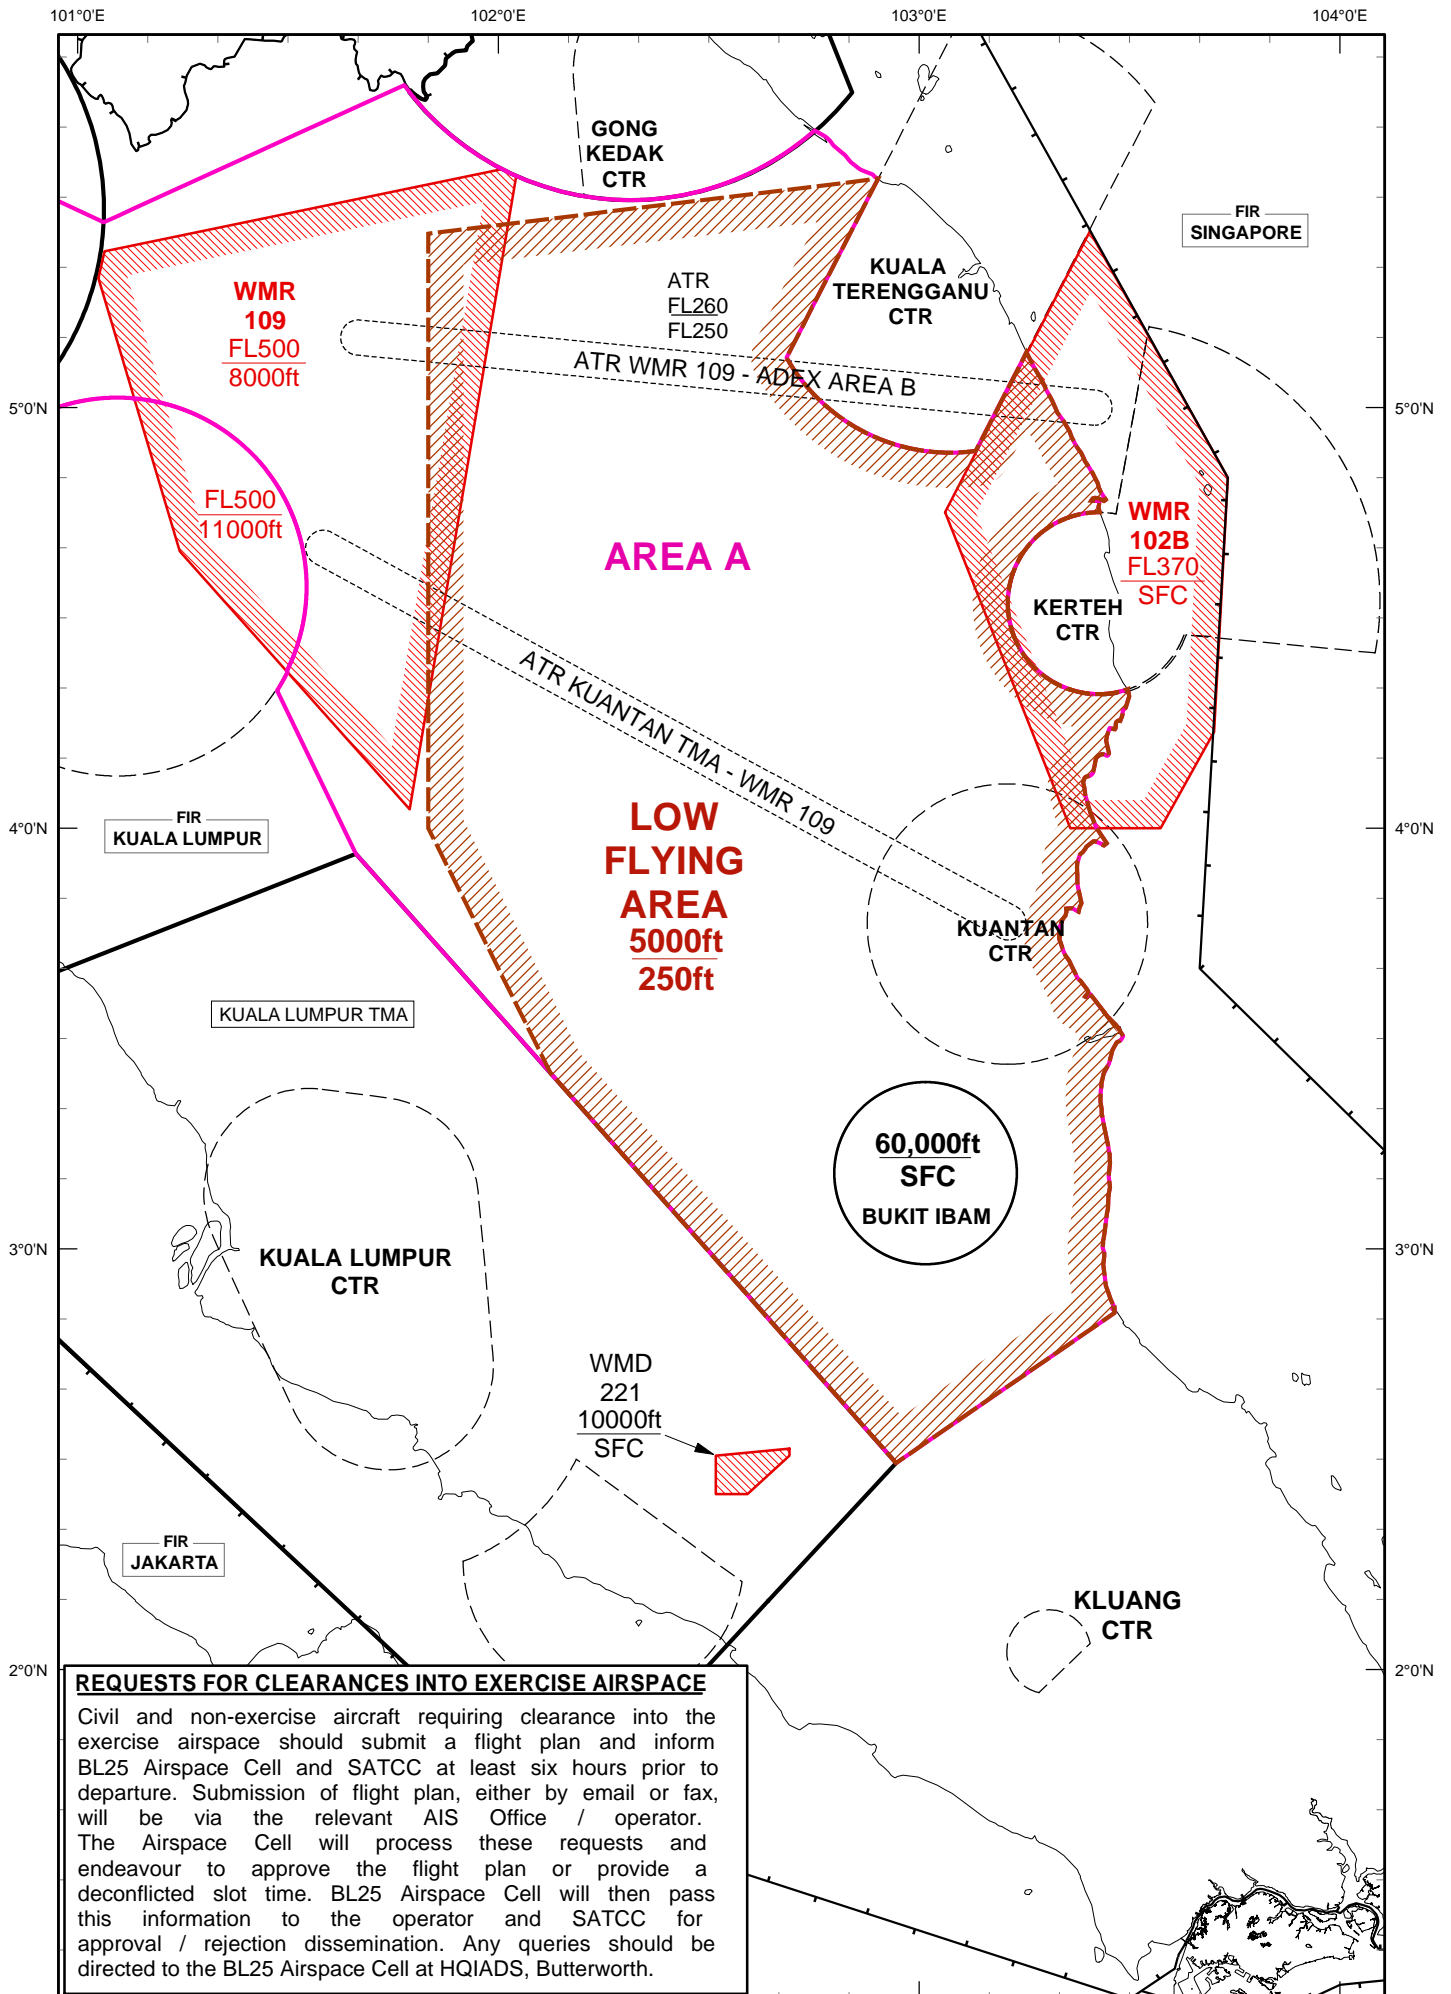 101°0'E
102°0'E
103°0'E
104°0'E
GONG
KEDAK
CTR
FIR
SINGAPORE
KUALA
TERENGGANU
CTR
ATR
FL260
FL250
WMR
109
FL500
8000ft
ATR WMR 109 - ADEX AREA B
5°0'N
5°0'N
FL500
11000ft
WMR
102B
FL370
SFC
AREA A
KERTEH
CTR
ATR KUANTAN TMA - WMR 109
LOW
FLYING
AREA
5000ft
250ft
4°0'N
4°0'N
FIR
KUALA LUMPUR
KUANTAN
CTR
KUALA LUMPUR TMA
60,000ft
SFC
BUKIT IBAM
3°0'N
3°0'N
KUALA LUMPUR
CTR
WMD
221
10000ft
SFC
FIR
JAKARTA
KLUANG
CTR
2°0'N
2°0'N
REQUESTS FOR CLEARANCES INTO EXERCISE AIRSPACE
Civil and non-exercise aircraft requiring clearance into the
exercise airspace should submit a flight plan and inform
BL25 Airspace Cell and SATCC at least six hours prior to
departure. Submission of flight plan, either by email or fax,
will be via the relevant AIS Office / operator.
The Airspace Cell will process these requests and
endeavour to approve the flight plan or provide a
deconflicted slot time. BL25 Airspace Cell will then pass
this information to the operator and SATCC for
approval / rejection dissemination. Any queries should be
directed to the BL25 Airspace Cell at HQIADS, Butterworth.